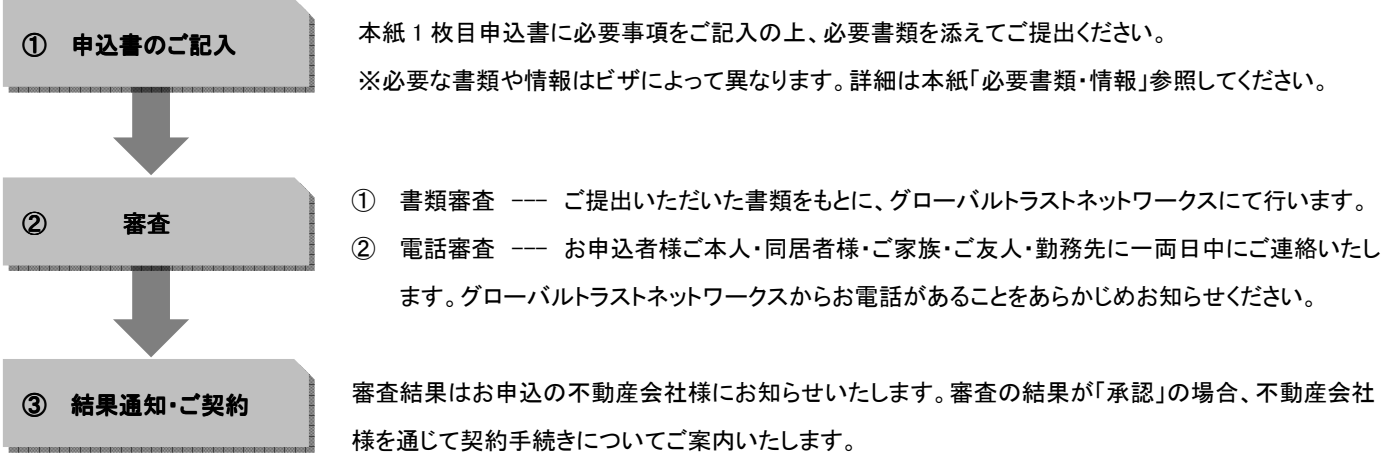 ① 申込書のご記入
本紙 1 枚目申込書に必要事項をご記入の上、必要書類を添えてご提出ください。
※必要な書類や情報はビザによって異なります。詳細は本紙「必要書類・情報」参照してください。
② 審査
① 書類審査 --- ご提出いただいた書類をもとに、グローバルトラストネットワークスにて行います。
② 電話審査 --- お申込者様ご本人・同居者様・ご家族・ご友人・勤務先に一両日中にご連絡いたし
ます。グローバルトラストネットワークスからお電話があることをあらかじめお知らせください。
③ 結果通知・ご契約
審査結果はお申込の不動産会社様にお知らせいたします。審査の結果が「承認」の場合、不動産会社
様を通じて契約手続きについてご案内いたします。